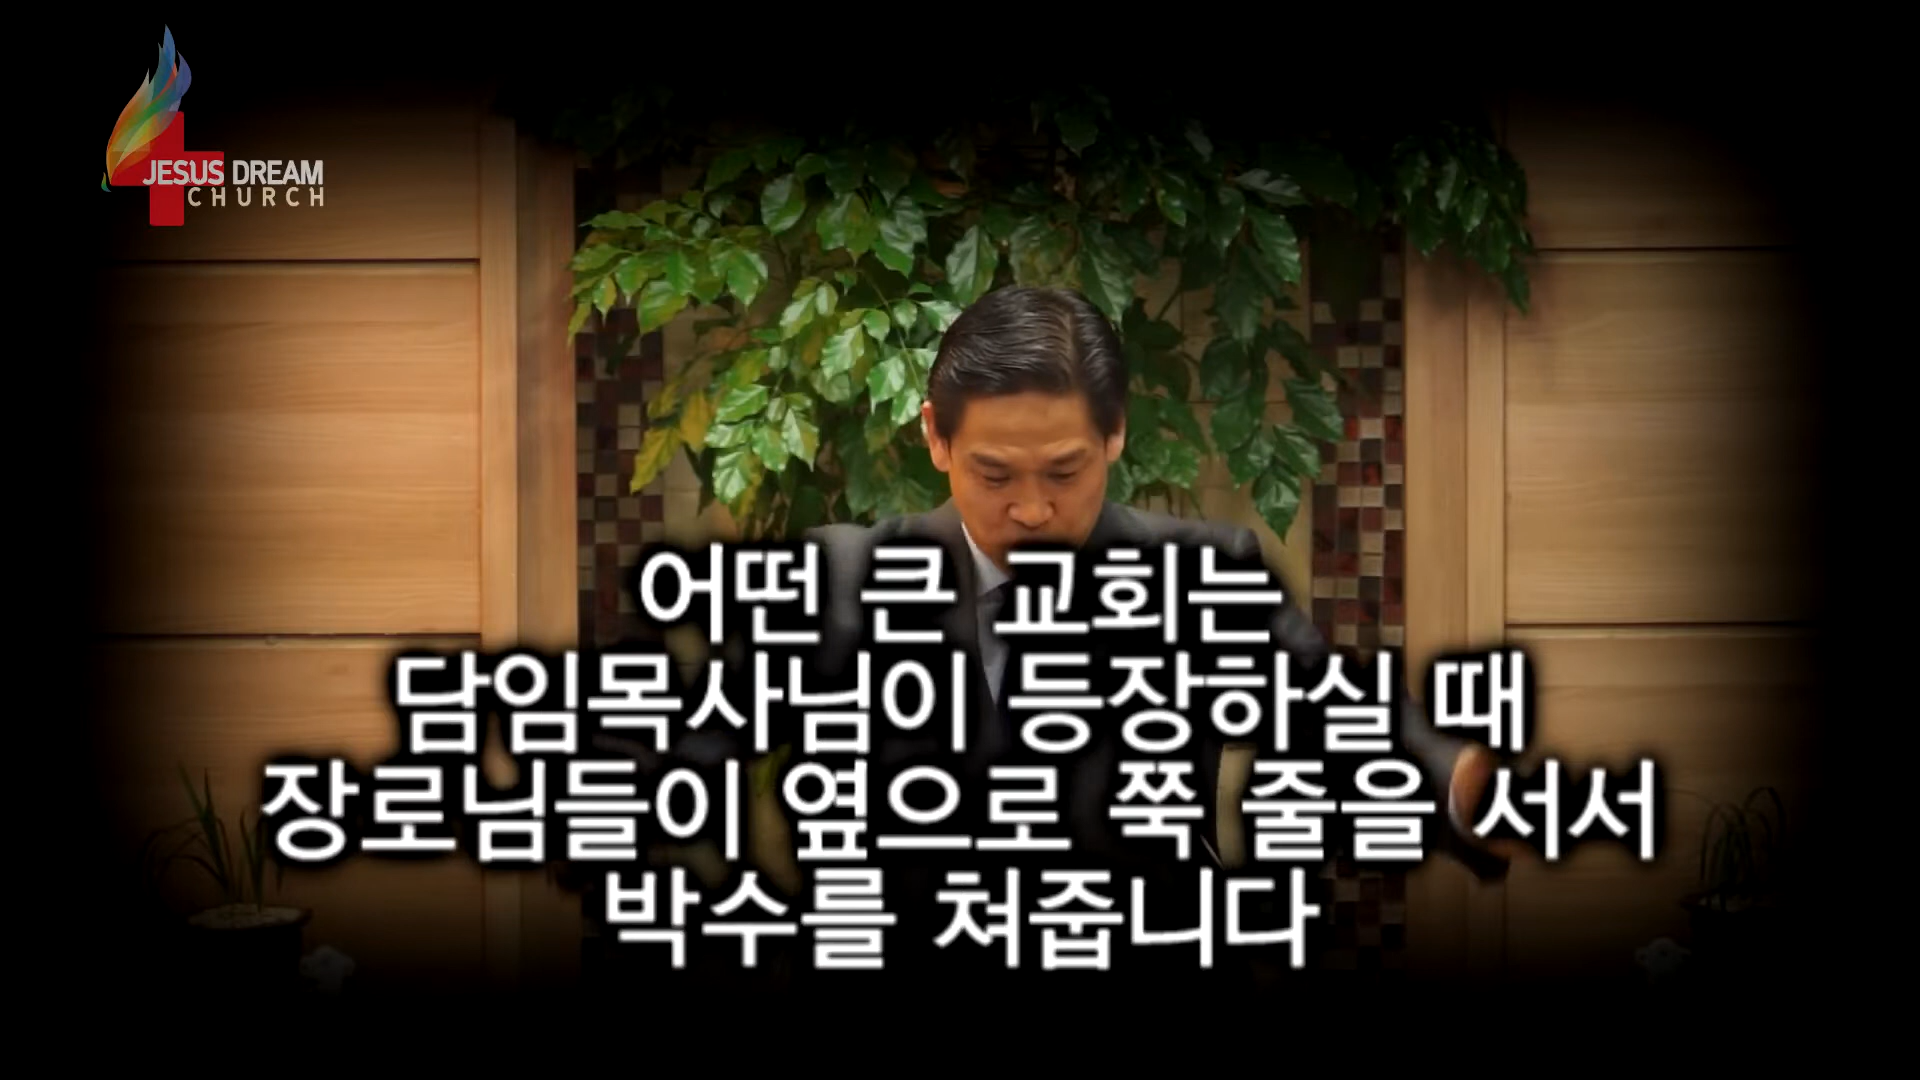 JESUS DREAM
CHURCH
어떤 큰 교회는
담임목사님이 등장하실 때
장로님들이 옆으로 쭉 줄을 서서
박수를 쳐줍니다